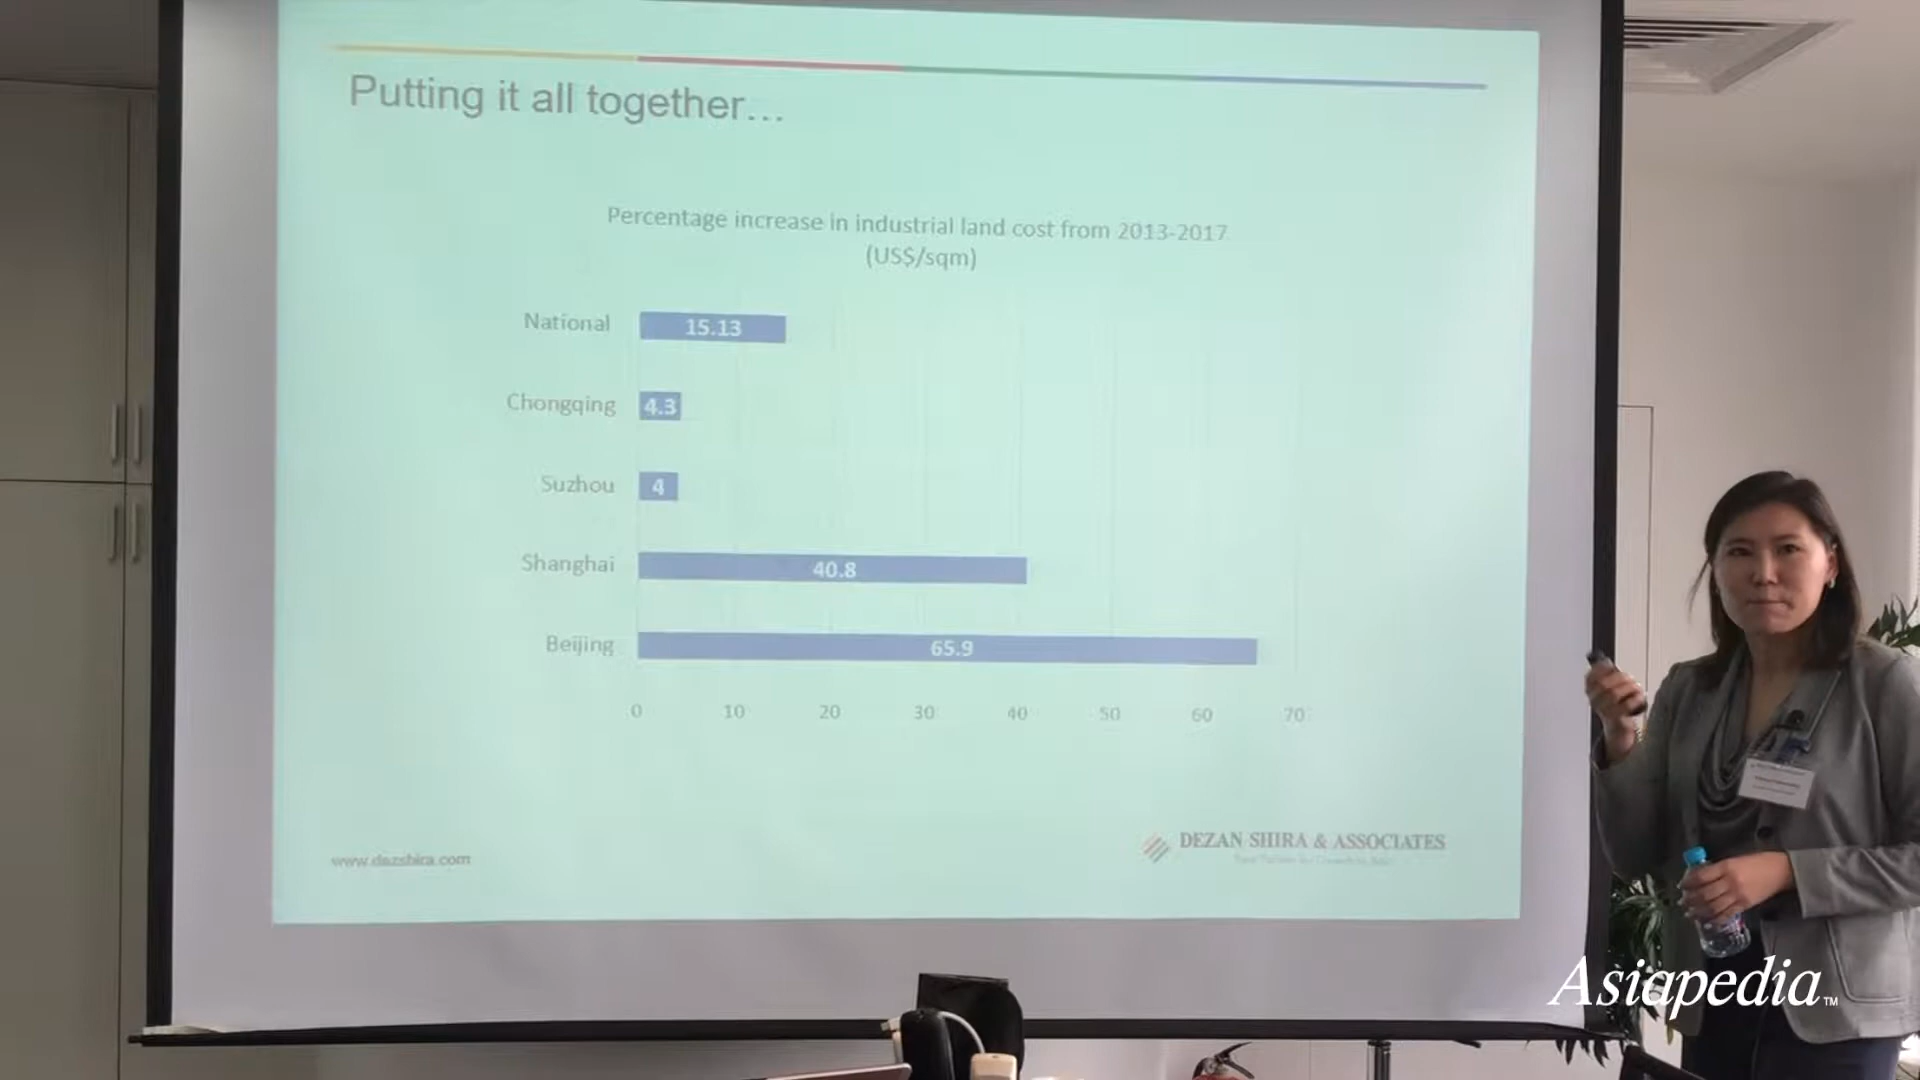 Putting it all together...
Percentage increase in industrial land cost from 2013-2017
(US$/sqm)
National 15.13
Chongqing 4.3
Suzhou 4
Shanghai 40.8
Beijing 65.9
0 10 20 30 40 50 60 70
www.dezshira.com
DEZAN SHIRA & ASSOCIATES
Asiapedia™